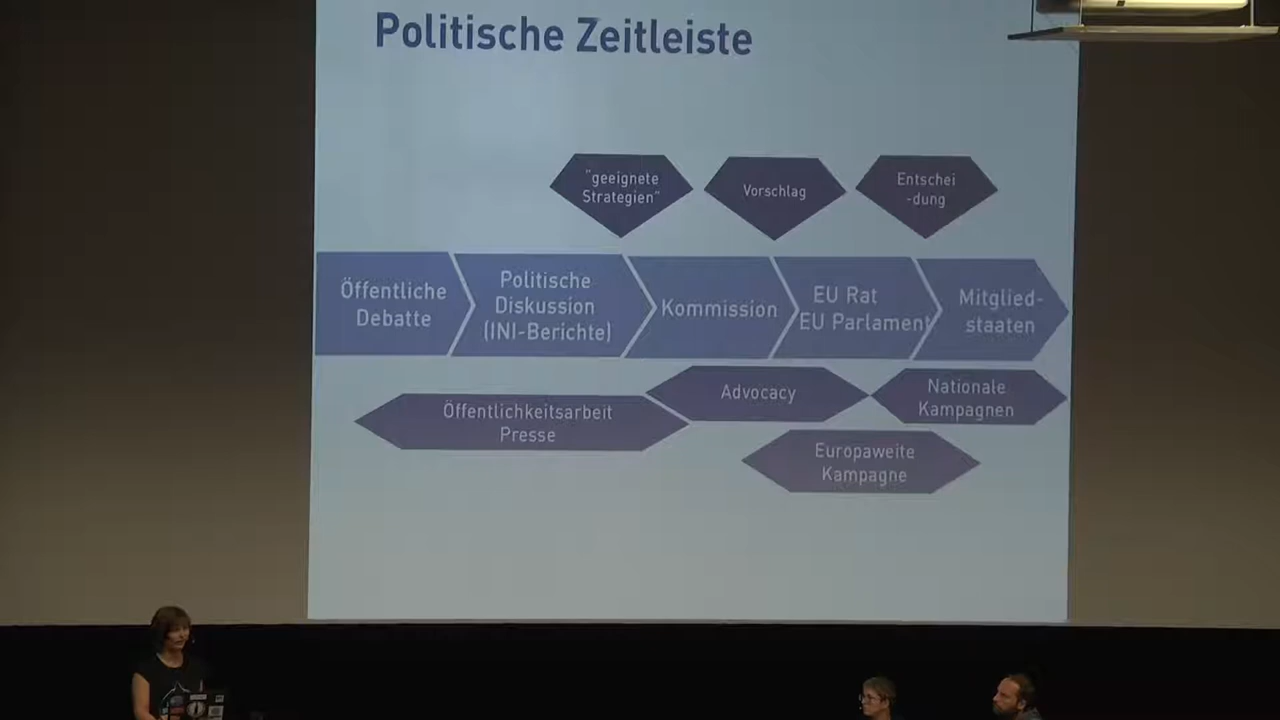 Politische Zeitleiste
"geeignete
Strategien"
Vorschlag
Entschei
-dung
Öffentliche
Debatte
Politische
Diskussion
(INI-Berichte)
Kommission
EU Rat
EU Parlament
Mitglied-
staaten
Öffentlichkeitsarbeit
Presse
Advocacy
Nationale
Kampagnen
Europaweite
Kampagne